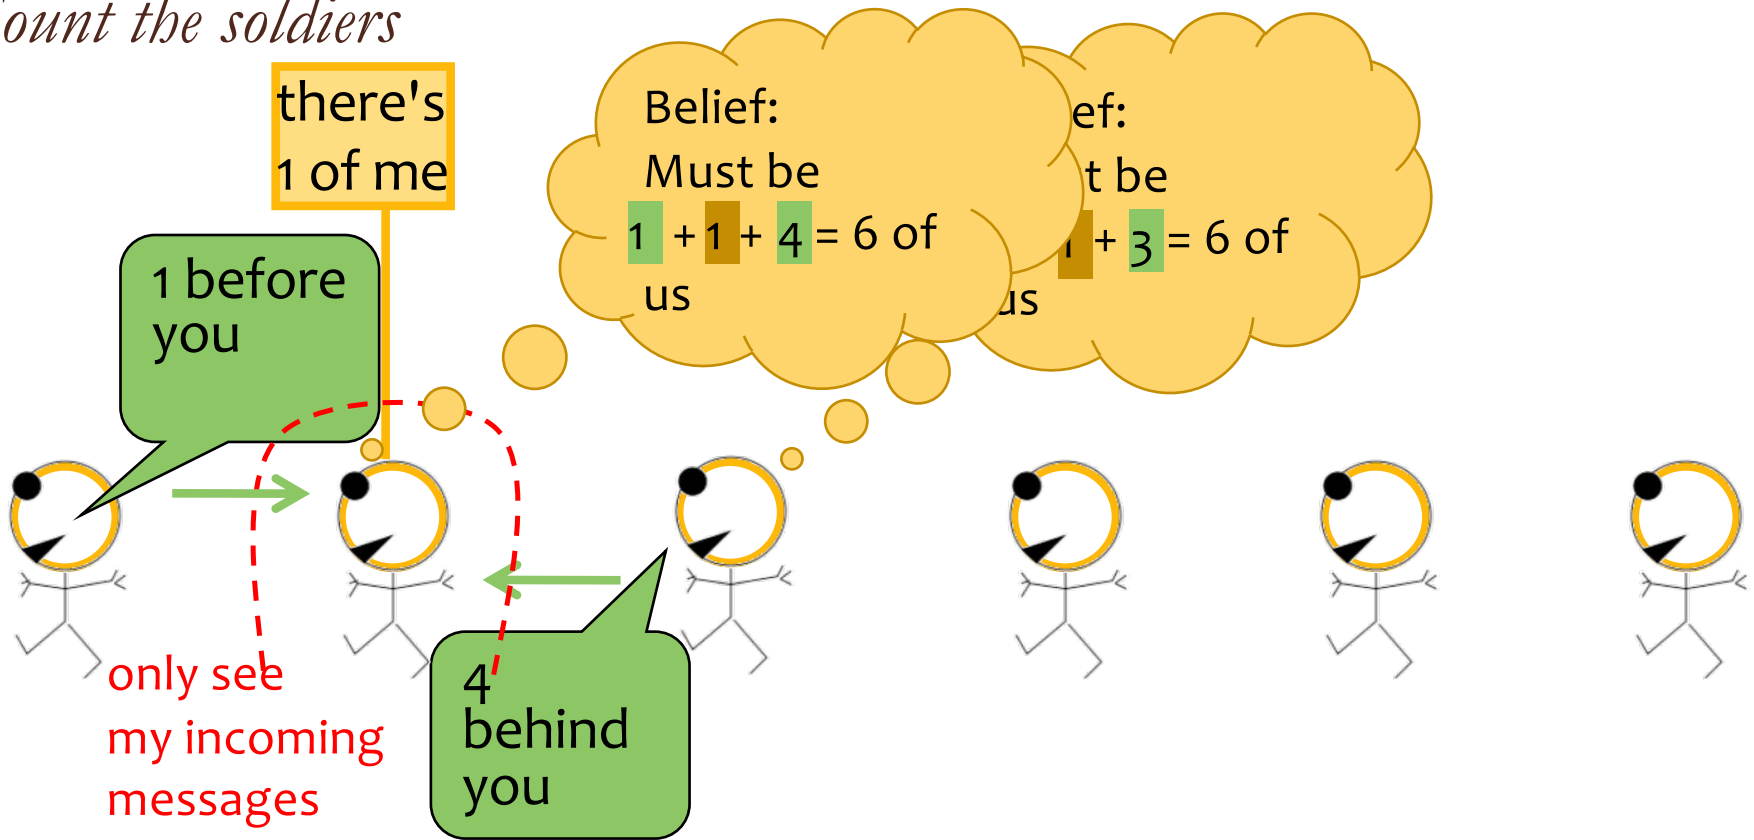 ount the soldiers
there's
1 of me
1 before
you
Belief:
Must be
1 + 1 + 4 = 6 of
us
ef:
t be
1 + 3 = 6 of
us
only see
my incoming
messages
4
behind
you